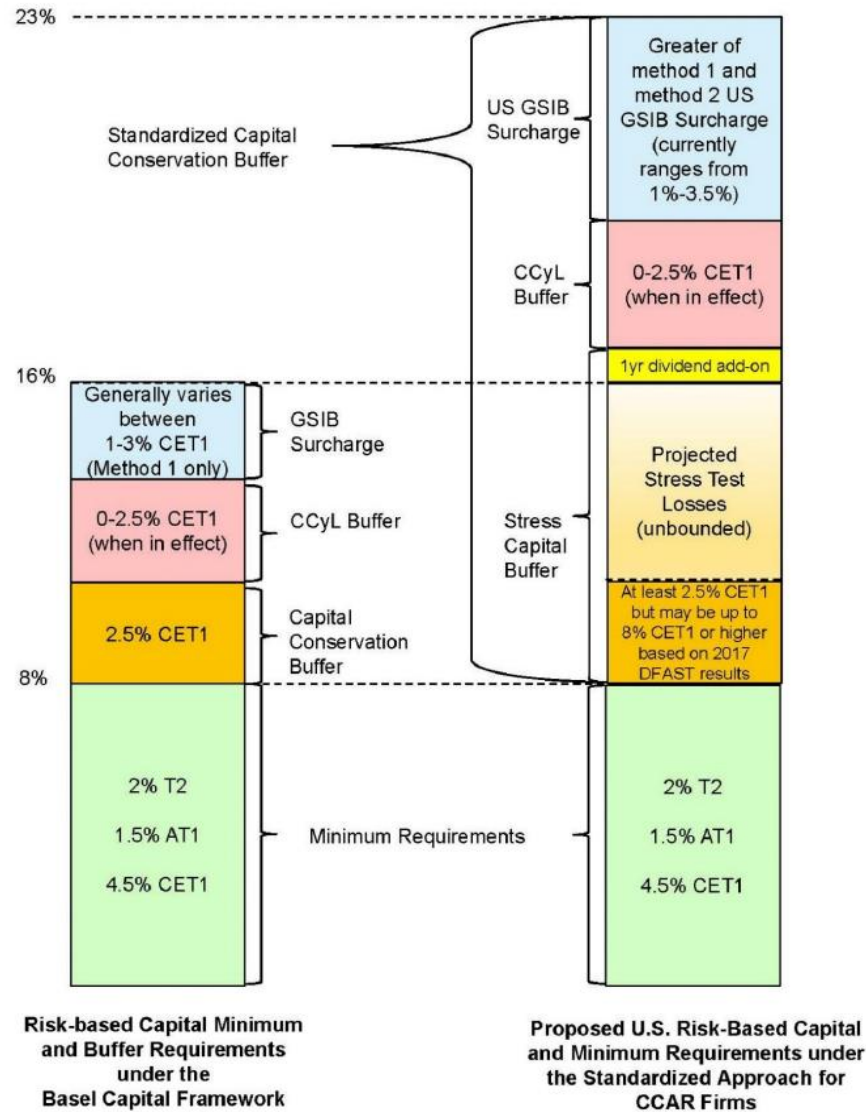 23%
Greater of
method 1 and
method 2 US
GSIB Surcharge
(currently
ranges from
1%-3.5%)
US GSIB
Surcharge
Standardized Capital
Conservation Buffer
CCyL
Buffer
0-2.5% CET1
(when in effect)
1yr dividend add-on
16%
Generally varies
between
1-3% CET1
(Method 1 only)
GSIB
Surcharge
0-2.5% CET1
(when in effect)
CCyL Buffer
Stress
Capital
Buffer
Projected
Stress Test
Losses
(unbounded)
2.5% CET1
Capital
Conservation
Buffer
At least 2.5% CET1
but may be up to
8% CET1 or higher
based on 2017
DFAST results
8%
2% T2
1.5% AT1
4.5% CET1
Minimum Requirements
2% T2
1.5% AT1
4.5% CET1
Risk-based Capital Minimum
and Buffer Requirements
under the
Basel Capital Framework
Proposed U.S. Risk-Based Capital
and Minimum Requirements under
the Standardized Approach for
CCAR Firms